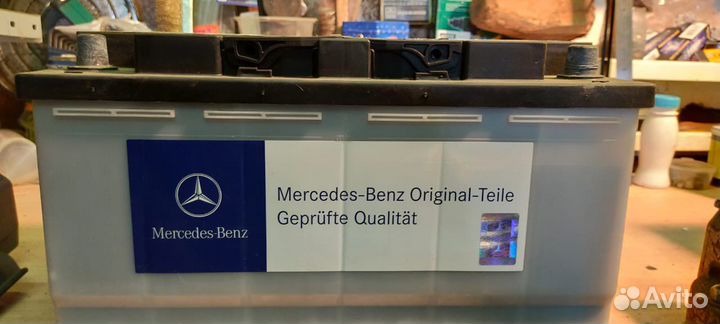 Mercedes-Benz
Mercedes-Benz Original-Teile
Geprüfte Qualität
Avito